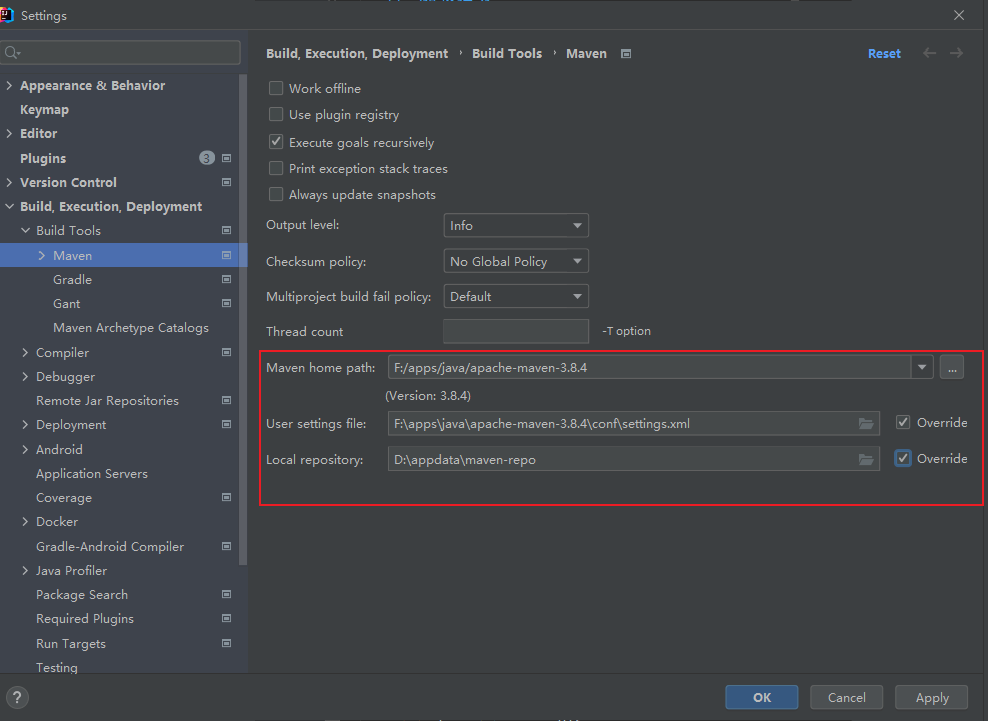 Settings
Build, Execution, Deployment › Build Tools › Maven
Reset
Appearance & Behavior
Keymap
Editor
Plugins 3
Version Control
Build, Execution, Deployment
Build Tools
Maven
Gradle
Gant
Maven Archetype Catalogs
Compiler
Debugger
Remote Jar Repositories
Deployment
Android
Application Servers
Coverage
Docker
Gradle-Android Compiler
Java Profiler
Package Search
Required Plugins
Run Targets
Testing
Work offline
Use plugin registry
Execute goals recursively
Print exception stack traces
Always update snapshots
Output level: Info
Checksum policy: No Global Policy
Multiproject build fail policy: Default
Thread count -T option
Maven home path: F:/apps/java/apache-maven-3.8.4 ...
(Version: 3.8.4)
User settings file: F:\apps\java\apache-maven-3.8.4\conf\settings.xml Override
Local repository: D:\appdata\maven-repo Override
? OK Cancel Apply